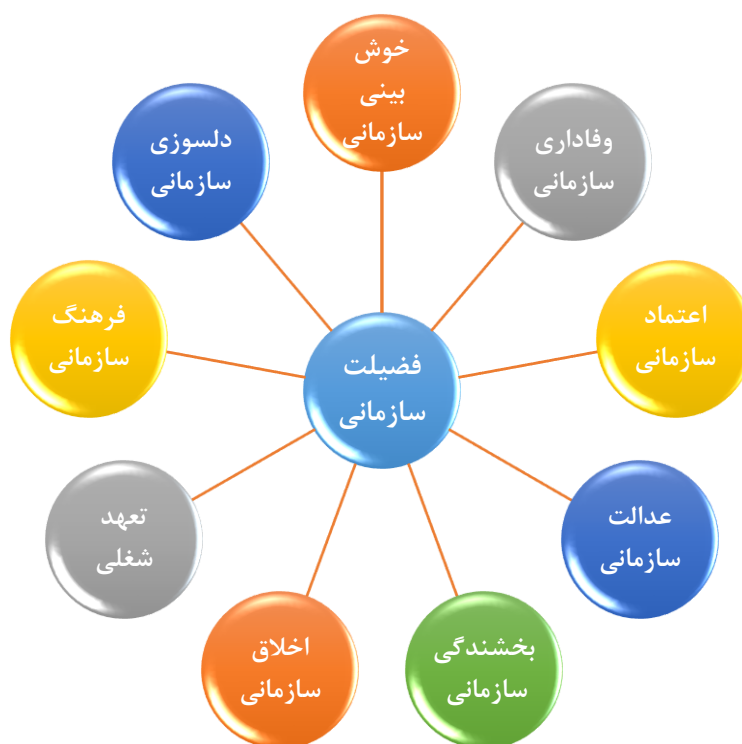 خوش
بینی
سازمانی
وفاداری
سازمانی
اعتماد
سازمانی
عدالت
سازمانی
بخشندگی
سازمانی
اخلاق
سازمانی
تعهد
شغلی
فرهنگ
سازمانی
دلسوزی
سازمانی
فضیلت
سازمانی